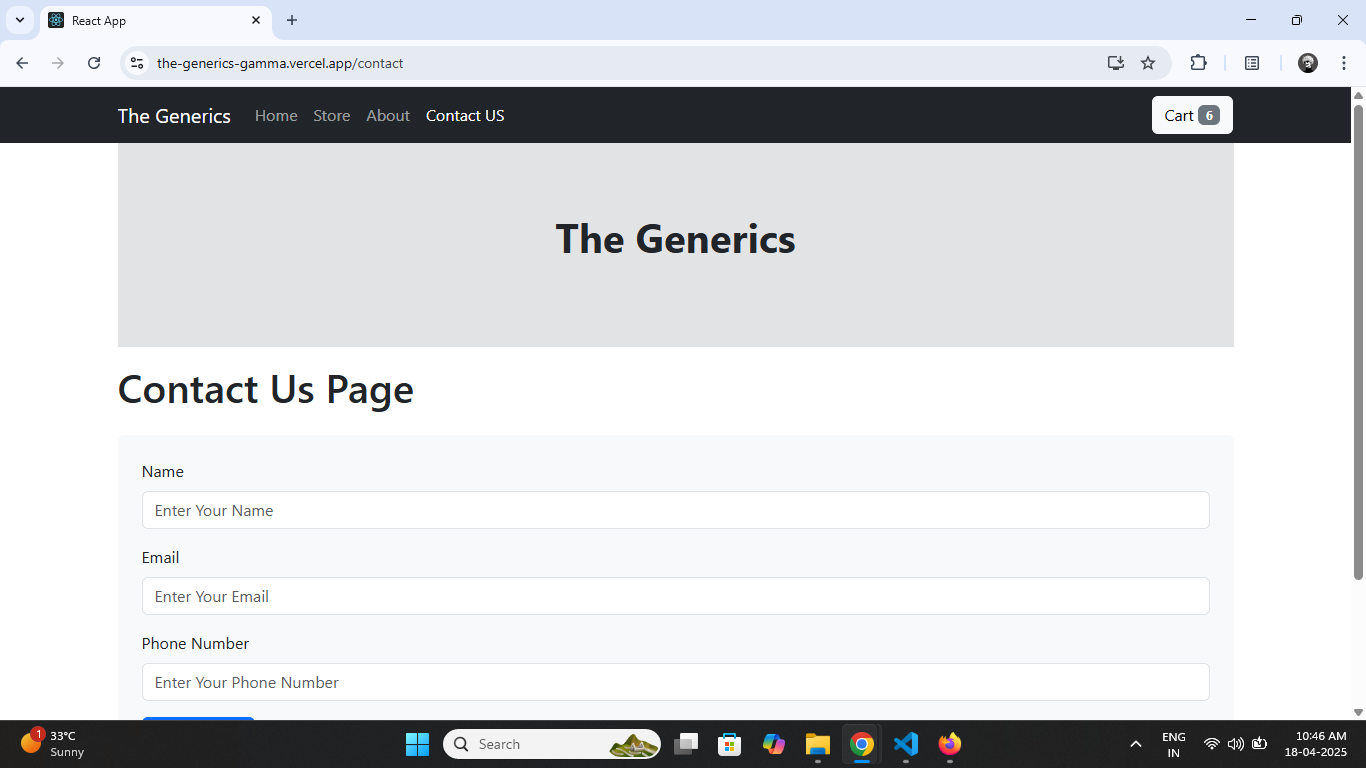 React App
the-generics-gamma.vercel.app/contact
The Generics Home Store About Contact US Cart 6
The Generics
Contact Us Page
Name
Enter Your Name
Email
Enter Your Email
Phone Number
Enter Your Phone Number
1
33°C
Sunny
Search
ENG
IN
10:46 AM
18-04-2025